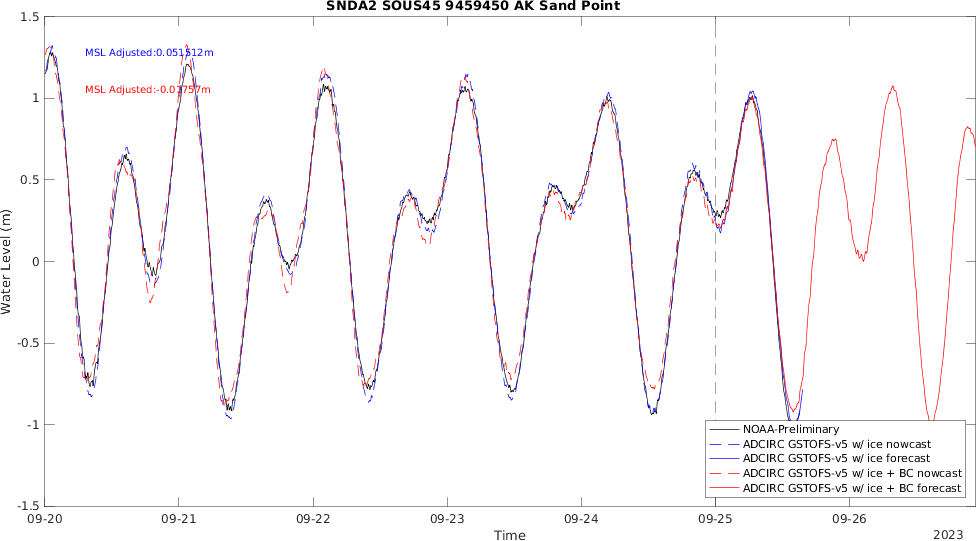 SNDA2 SOUS45 9459450 AK Sand Point
1.5
1
0.5
0
-0.5
-1
-1.5
Water Level (m)
MSL Adjusted:0.051512m
MSL Adjusted:-0.01757m
NOAA-Preliminary
ADCIRC GSTOFS-v5 w/ ice nowcast
ADCIRC GSTOFS-v5 w/ ice forecast
ADCIRC GSTOFS-v5 w/ ice + BC nowcast
ADCIRC GSTOFS-v5 w/ ice + BC forecast
09-20 09-21 09-22 09-23 09-24 09-25 09-26
Time
2023